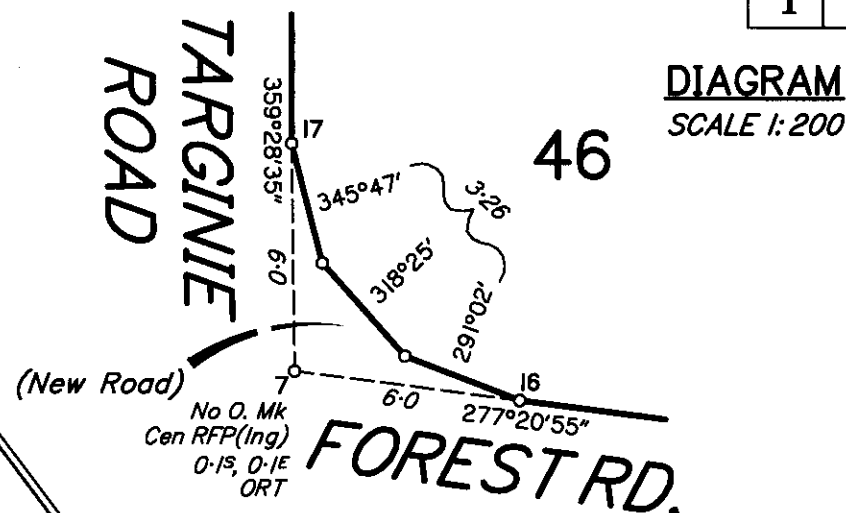 1
DIAGRAM
SCALE 1:200
TARGINIE
ROAD
359°28'35"
17
46
345°47'
3·26
318°25'
291°02'
6·0
(New Road)
7
6·0
16
277°20'55"
No O. Mk
Cen RFP(Ing)
0·1S, 0·1E
ORT
FOREST RD.